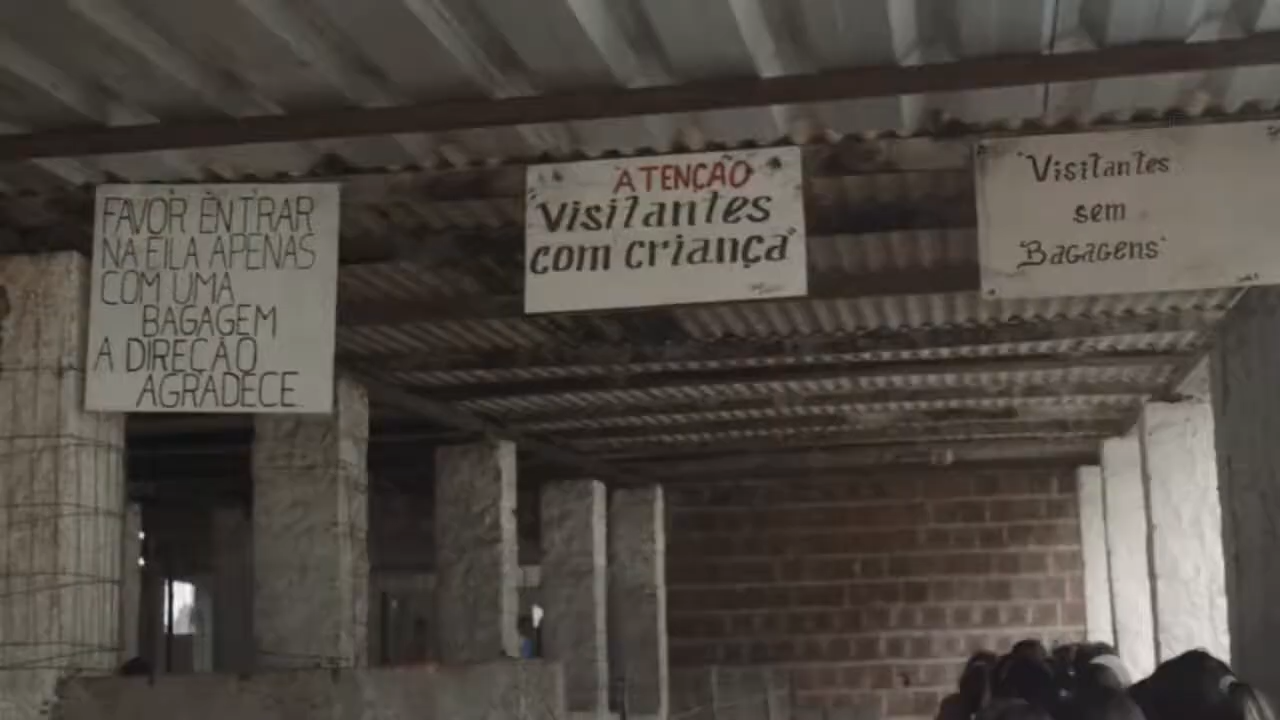 FAVOR ENTRAR
NA FILA APENAS
COM UMA
BAGAGEM
A DIREÇÃO
AGRADECE.
ATENÇÃO
"Visitantes
com criança"
"Visitantes
sem
"Bagagens"